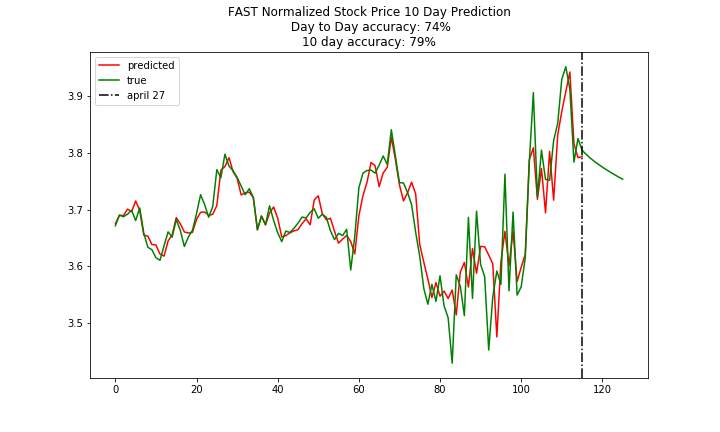 FAST Normalized Stock Price 10 Day Prediction
Day to Day accuracy: 74%
10 day accuracy: 79%
predicted
true
april 27
3.9
3.8
3.7
3.6
3.5
0 20 40 60 80 100 120